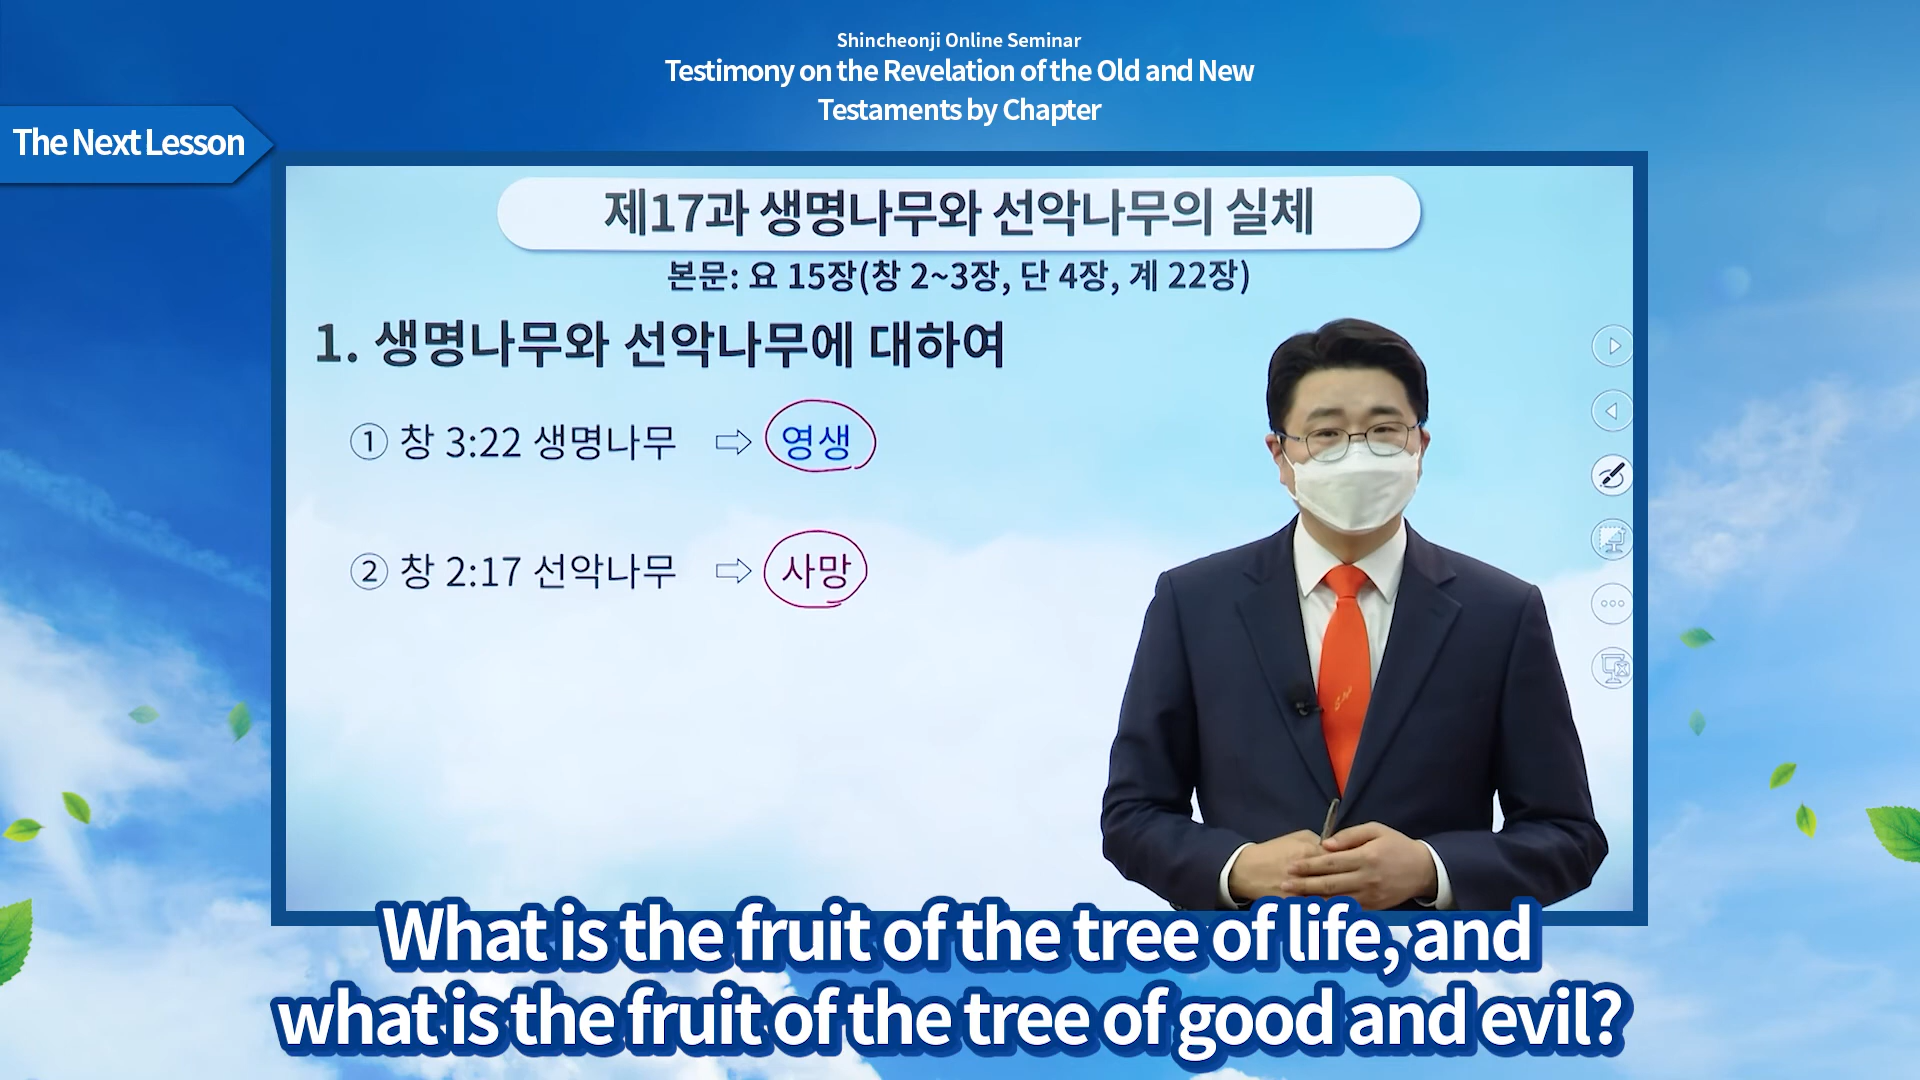 Shincheonji Online Seminar
Testimony on the Revelation of the Old and New
Testaments by Chapter
The Next Lesson
제17과 생명나무와 선악나무의 실체
본문: 요 15장(창 2~3장, 단 4장, 계 22장)
1. 생명나무와 선악나무에 대하여
① 창 3:22 생명나무 ⇨ 영생
② 창 2:17 선악나무 ⇨ 사망
What is the fruit of the tree of life, and
what is the fruit of the tree of good and evil?